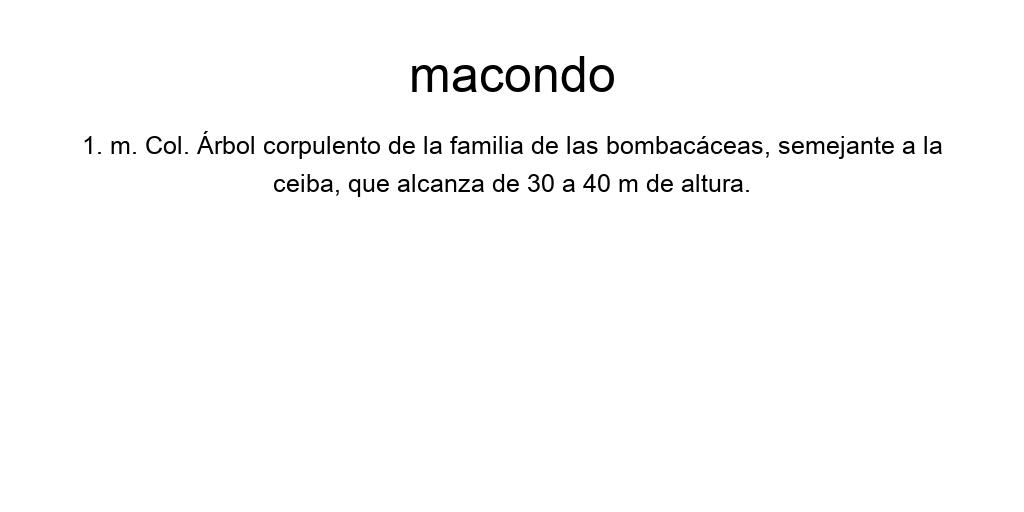 macondo
1. m. Col. Árbol corpulento de la familia de las bombacáceas, semejante a la
ceiba, que alcanza de 30 a 40 m de altura.